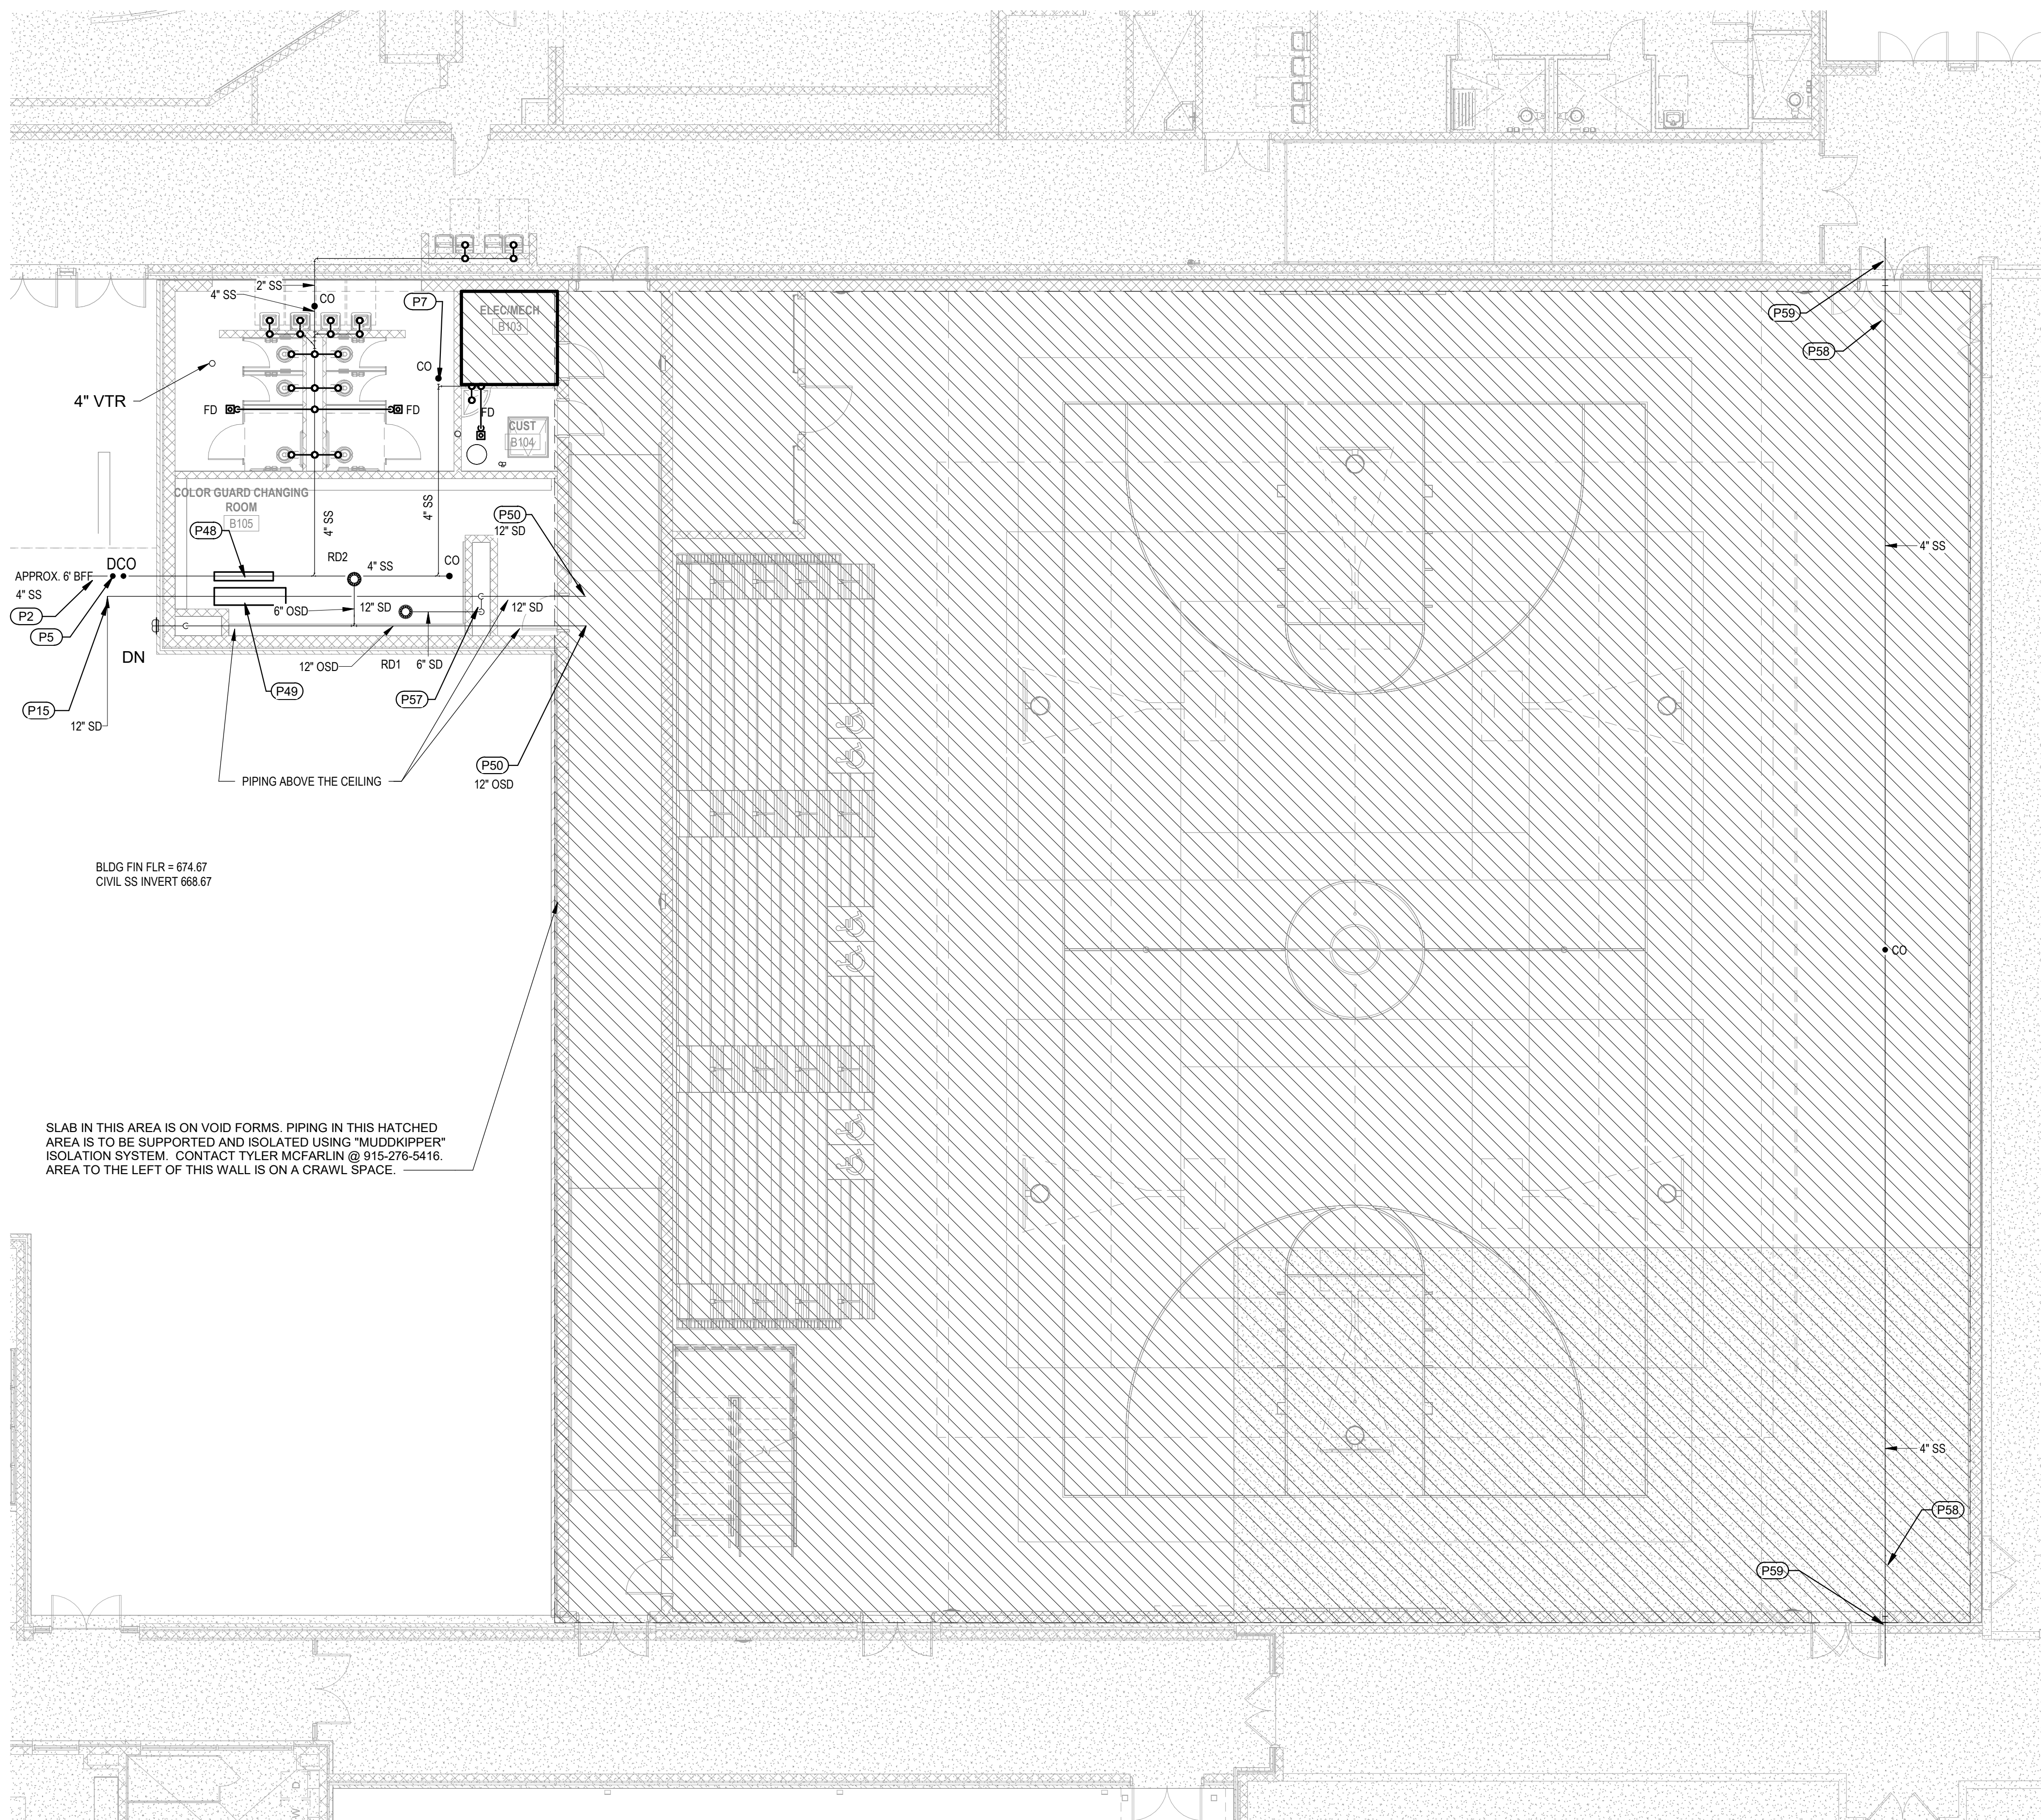 2" SS
4" SS
CO
P7
ELEC/MECH
B103
P59
P58
CO
4" VTR
FD
FD
FD
CUST
B104
COLOR GUARD CHANGING
ROOM
B105
4" SS
4" SS
P50
12" SD
P48
RD2
4" SS
CO
4" SS
DCO
APPROX. 6' BFF
4" SS
P2
P5
6" OSD
12" SD
12" SD
DN
12" OSD
RD1
6" SD
P49
P57
P15
12" SD
P50
12" OSD
PIPING ABOVE THE CEILING
BLDG FIN FLR = 674.67
CIVIL SS INVERT 668.67
CO
SLAB IN THIS AREA IS ON VOID FORMS. PIPING IN THIS HATCHED
AREA IS TO BE SUPPORTED AND ISOLATED USING "MUDDKIPPER"
ISOLATION SYSTEM. CONTACT TYLER MCFARLIN @ 915-276-5416.
AREA TO THE LEFT OF THIS WALL IS ON A CRAWL SPACE.
4" SS
P58
P59